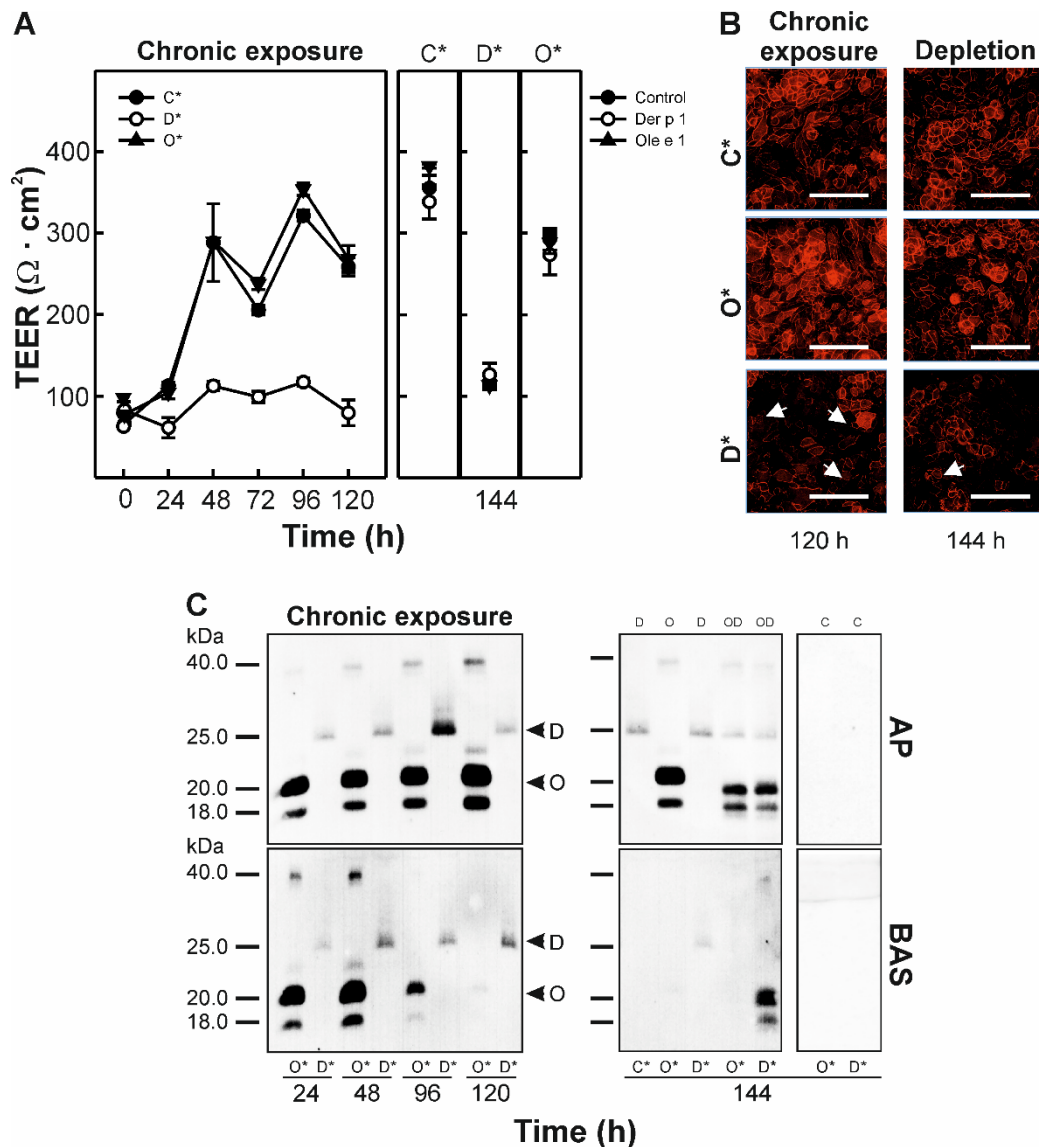 A
Chronic exposure
C* D* O*
C*
D*
O*
Control
Der p 1
Ole e 1
400
300
200
100
TEER (Ω · cm²)
0 24 48 72 96 120
144
Time (h)
B
Chronic exposure
Depletion
C*
O*
D*
120 h
144 h
C
Chronic exposure
kDa
40.0
25.0
20.0
18.0
D
O
D O D OD OD
C C
AP
kDa
40.0
25.0
20.0
18.0
D
O
BAS
O* D* O* D* O* D* O* D*
24 48 96 120
C* O* D* O* D*
144
O* D*
Time (h)